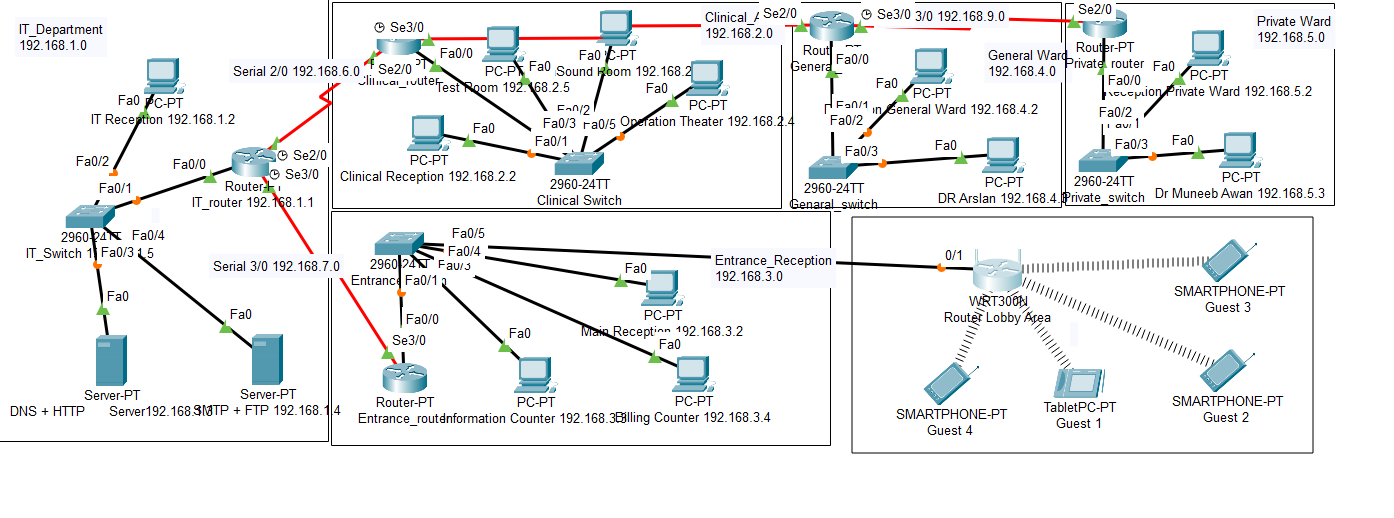 IT_Department
192.168.1.0
Fa0
PC-PT
IT Reception 192.168.1.2
Fa0/2
Fa0/1
Fa0/0
Se2/0
Se3/0
IT_router 192.168.1.1
2960-24TT
Fa0/4
Fa0/3
Fa0
Fa0
Server-PT
DNS + HTTP
Server-PT
SMTP + FTP 192.168.1.4
Serial 2/0 192.168.6.0
Serial 3/0 192.168.7.0
Se3/0
Se2/0
Fa0/0
Clinical_router
PC-PT
Fa0
Test Room 192.168.2.5
PC-PT
Fa0
Sound Room 192.168.2
Fa0
PC-PT
Operation Theater 192.168.2.4
Fa0
PC-PT
Clinical Reception 192.168.2.2
Fa0/2
Fa0/3
Fa0/5
Fa0/1
2960-24TT
Clinical Switch
Clinical_A
192.168.2.0
Se2/0
Se3/0
3/0 192.168.9.0
Fa0/0
General Ward
192.168.4.0
Fa0
PC-PT
General Ward 192.168.4.2
Fa0/1
Fa0/2
Fa0/3
Fa0
PC-PT
DR Arslan 192.168.4.
2960-24TT
Genaral_switch
Se2/0
Router-PT
Private router
Fa0/0
Private Ward
192.168.5.0
Fa0
PC-PT
Reception Private Ward 192.168.5.2
Fa0/2
Fa0/3
Fa0
PC-PT
Dr Muneeb Awan 192.168.5.3
2960-24TT
Private_switch
Fa0/5
Fa0/4
Fa0/3
2960-24TT
Fa0/1
Fa0/0
Se3/0
Router-PT
Entrance_router
Fa0
PC-PT
Main Reception 192.168.3.2
Fa0
PC-PT
Information Counter 192.168.3.3
Fa0
PC-PT
Billing Counter 192.168.3.4
Entrance_Reception
192.168.3.0
0/1
WRT300N
Router Lobby Area
SMARTPHONE-PT
Guest 3
SMARTPHONE-PT
Guest 4
TabletPC-PT
Guest 1
SMARTPHONE-PT
Guest 2